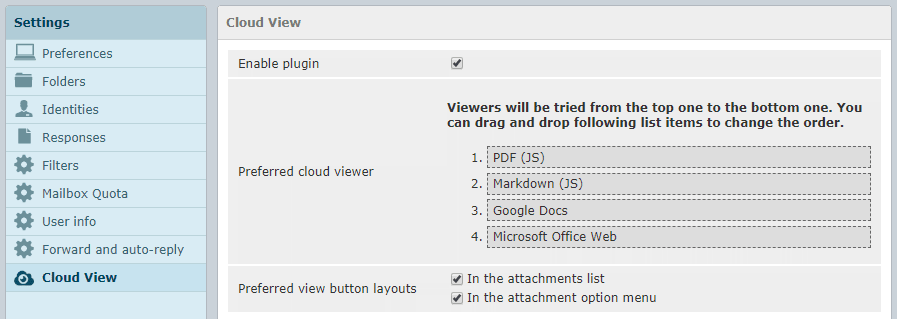 Settings
Preferences
Folders
Identities
Responses
Filters
Mailbox Quota
User info
Forward and auto-reply
Cloud View
Cloud View
Enable plugin
Preferred cloud viewer
Viewers will be tried from the top one to the bottom one. You
can drag and drop following list items to change the order.
1. PDF (JS)
2. Markdown (JS)
3. Google Docs
4. Microsoft Office Web
Preferred view button layouts
In the attachments list
In the attachment option menu